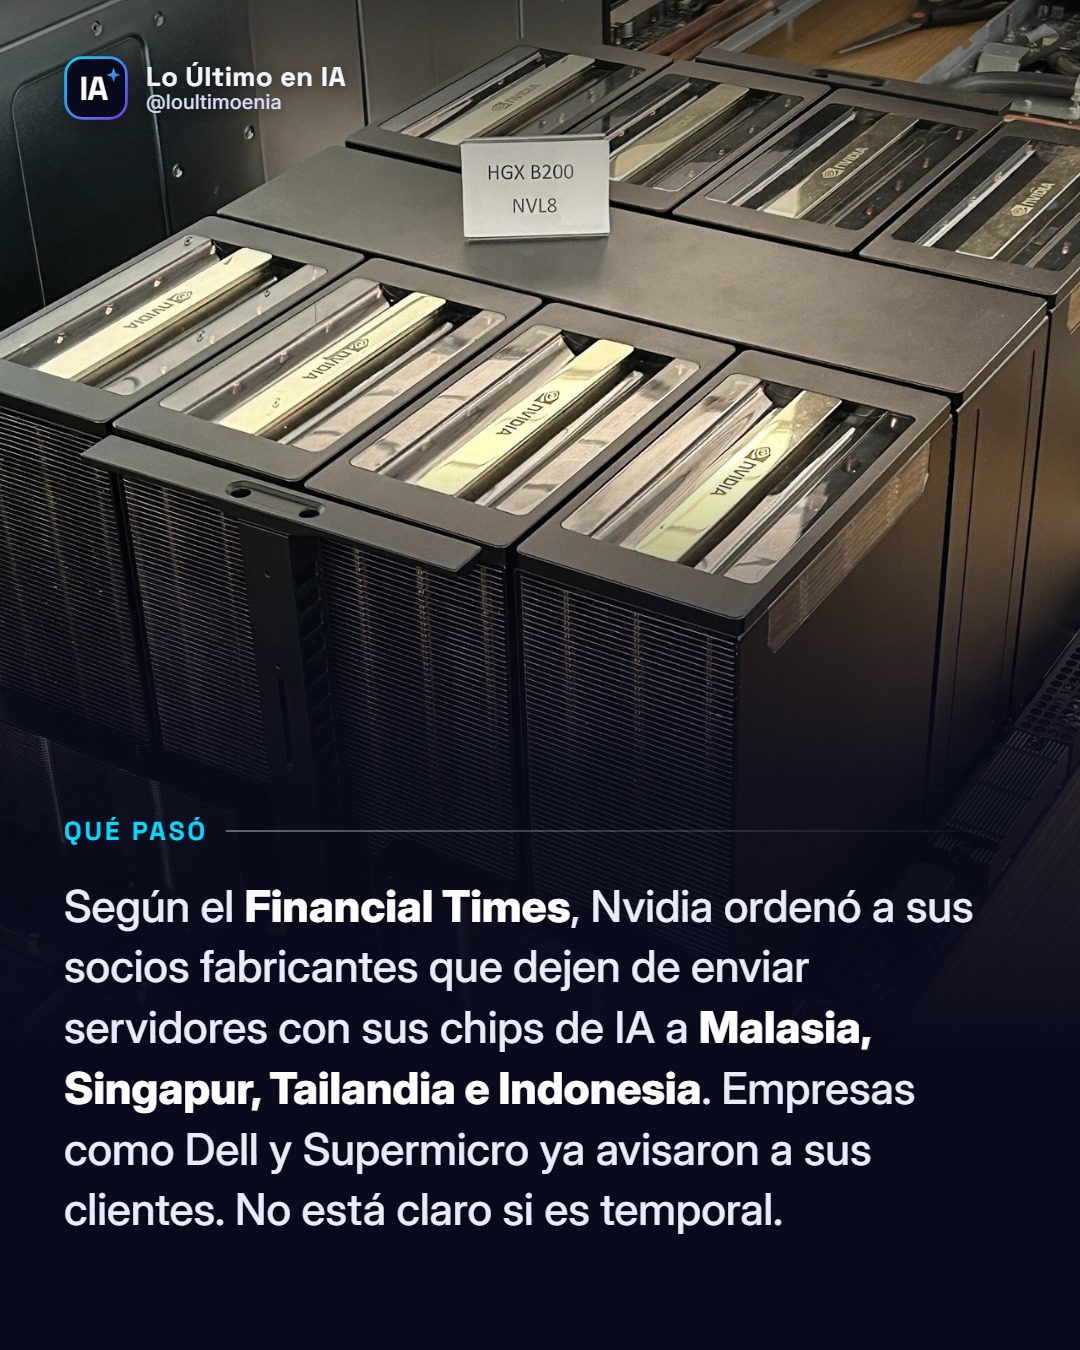 IA
Lo Último en IA
@loultimoenia
NVIDIA
NVIDIA
NVIDIA
NVIDIA
HGX B200
NVL8
NVIDIA
NVIDIA
NVIDIA
NVIDIA
QUÉ PASÓ
Según el Financial Times, Nvidia ordenó a sus
socios fabricantes que dejen de enviar
servidores con sus chips de IA a Malasia,
Singapur, Tailandia e Indonesia. Empresas
como Dell y Supermicro ya avisaron a sus
clientes. No está claro si es temporal.